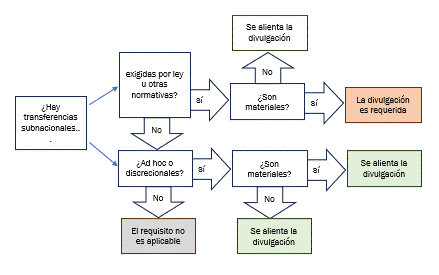 Se alienta la
divulgación
No
exigidas por ley
u otras
normativas?
sí
¿Son
materiales?
sí
La divulgación
es requerida
¿Hay
transferencias
subnacionales..
.
No
¿Ad hoc o
discrecionales?
sí
¿Son
materiales?
sí
Se alienta la
divulgación
No
No
El requisito no
es aplicable
Se alienta la
divulgación